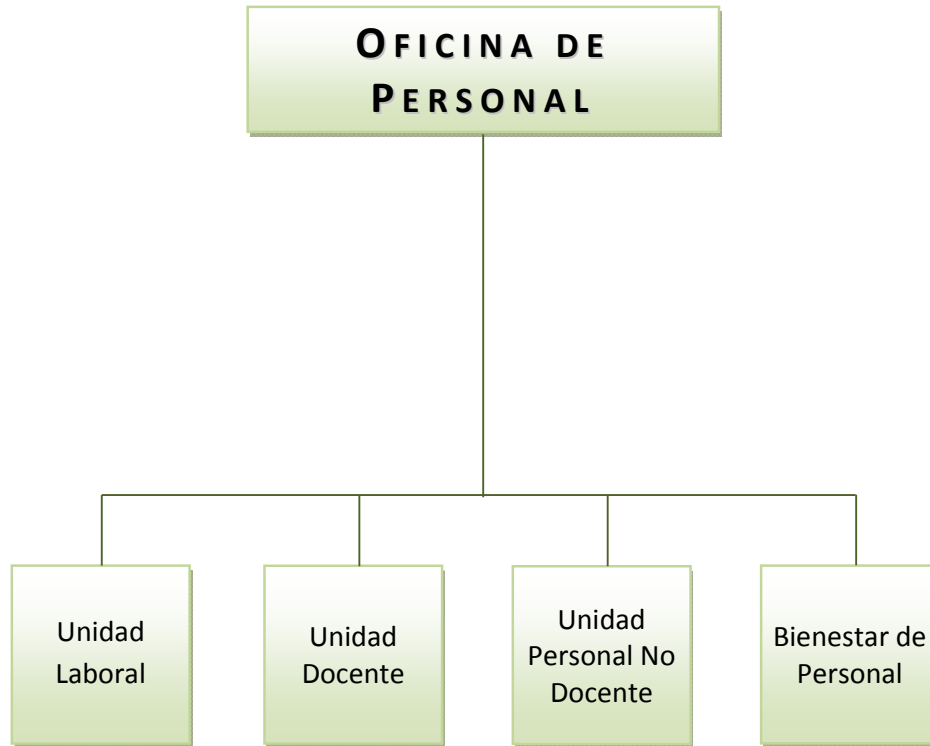 OFICINA DE
PERSONAL
Unidad
Laboral
Unidad
Docente
Unidad
Personal No
Docente
Bienestar de
Personal